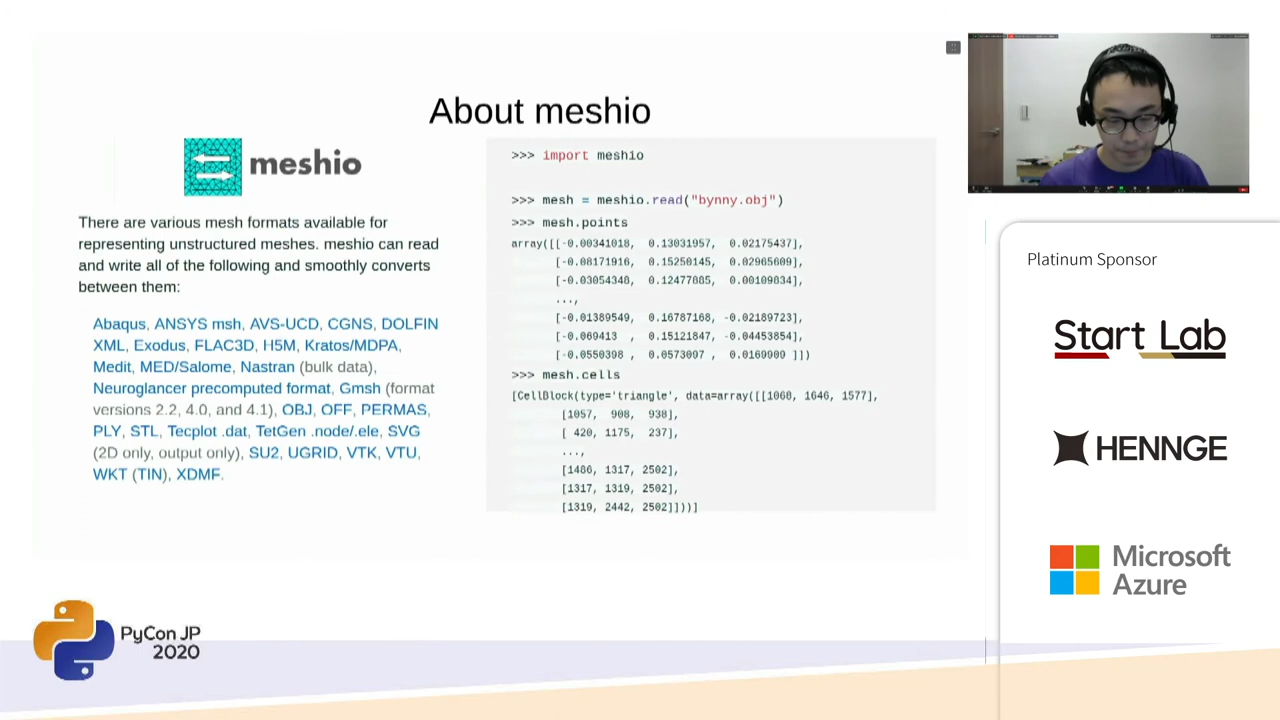 About meshio
meshio
There are various mesh formats available for
representing unstructured meshes. meshio can read
and write all of the following and smoothly converts
between them:
Abaqus, ANSYS msh, AVS-UCD, CGNS, DOLFIN
XML, Exodus, FLAC3D, H5M, Kratos/MDPA,
Medit, MED/Salome, Nastran (bulk data),
Neuroglancer precomputed format, Gmsh (format
versions 2.2, 4.0, and 4.1), OBJ, OFF, PERMAS,
PLY, STL, Tecplot .dat, TetGen .node/.ele, SVG
(2D only, output only), SU2, UGRID, VTK, VTU,
WKT (TIN), XDMF.
>>> import meshio
>>> mesh = meshio.read("bynny.obj")
>>> mesh.points
array([[-0.00341018, 0.13031957, 0.02175437],
[-0.08171916, 0.15250145, 0.02965609],
[-0.03054348, 0.12477885, 0.00109834],
...,
[-0.01389549, 0.16787168, -0.02189723],
[-0.069413 , 0.15121847, -0.04453854],
[-0.0550398 , 0.0573097 , 0.0169900 ]])
>>> mesh.cells
[CellBlock(type='triangle', data=array([[1068, 1646, 1577],
[1057, 908, 938],
[ 420, 1175, 237],
...,
[1486, 1317, 2502],
[1317, 1319, 2502],
[1319, 2442, 2502]]))]
Platinum Sponsor
Start Lab
HENNGE
Microsoft
Azure
PyCon JP
2020